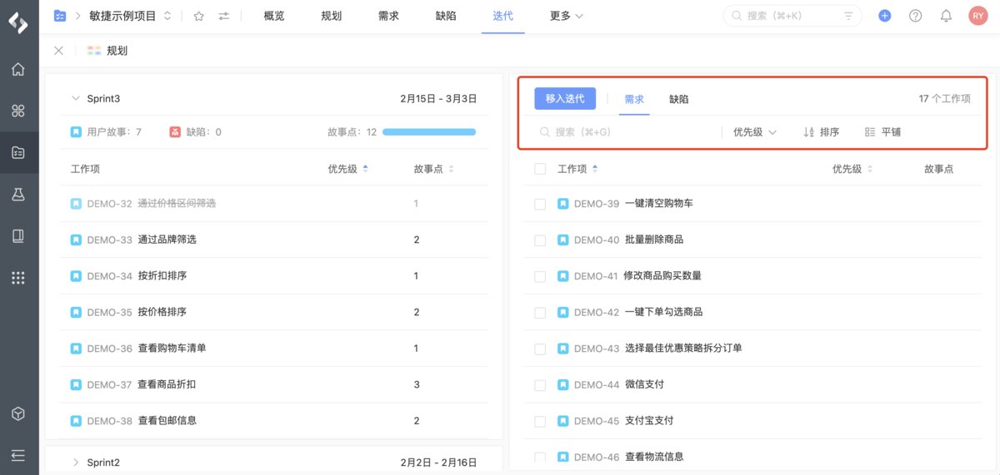 敏捷示例项目 概览 规划 需求 缺陷 迭代 更多 搜索（⌘+K） RY
规划
Sprint3 2月15日 - 3月3日
用户故事：7 缺陷：0 故事点：12
工作项 优先级 故事点
DEMO-32 通过价格区间筛选 1
DEMO-33 通过品牌筛选 2
DEMO-34 按折扣排序 1
DEMO-35 按价格排序 2
DEMO-36 查看购物车清单 1
DEMO-37 查看商品折扣 3
DEMO-38 查看包邮信息 2
Sprint2 2月2日 - 2月16日
移入迭代 需求 缺陷 17 个工作项
搜索（⌘+G） 优先级 排序 平铺
工作项 优先级 故事点
DEMO-39 一键清空购物车
DEMO-40 批量删除商品
DEMO-41 修改商品购买数量
DEMO-42 一键下单勾选商品
DEMO-43 选择最佳优惠策略拆分订单
DEMO-44 微信支付
DEMO-45 支付宝支付
DEMO-46 查看物流信息